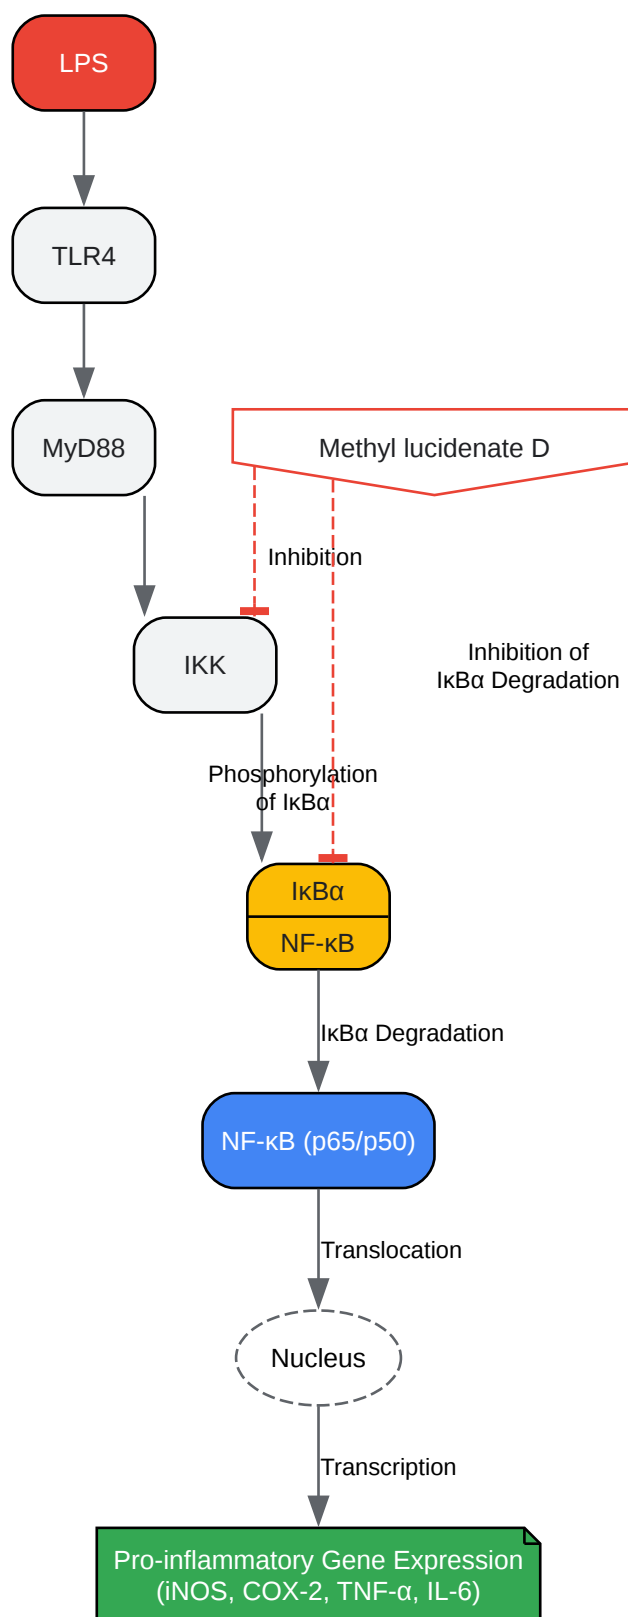 LPS
TLR4
MyD88
Methyl lucidenate D
Inhibition
IKK
Inhibition of
IκBα Degradation
Phosphorylation
of IκBα
IκBα
NF-κB
IκBα Degradation
NF-κB (p65/p50)
Translocation
Nucleus
Transcription
Pro-inflammatory Gene Expression
(iNOS, COX-2, TNF-α, IL-6)